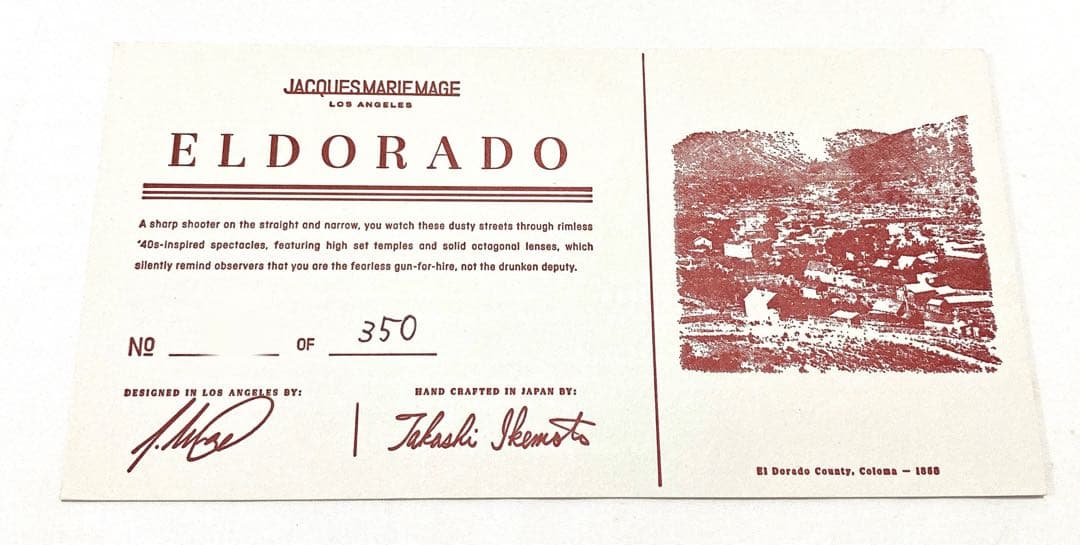 JACQUESMARIEMAGE
LOS ANGELES
ELDORADO
A sharp shooter on the straight and narrow, you watch these dusty streets through rimless
'40s-inspired spectacles, featuring high set temples and solid octagonal lenses, which
silently remind observers that you are the fearless gun-for-hire, not the drunken deputy.
Nº ____ OF 350
DESIGNED IN LOS ANGELES BY:
J. Mage
HAND CRAFTED IN JAPAN BY:
Takashi Ikemoto
El Dorado County, Coloma — 1858